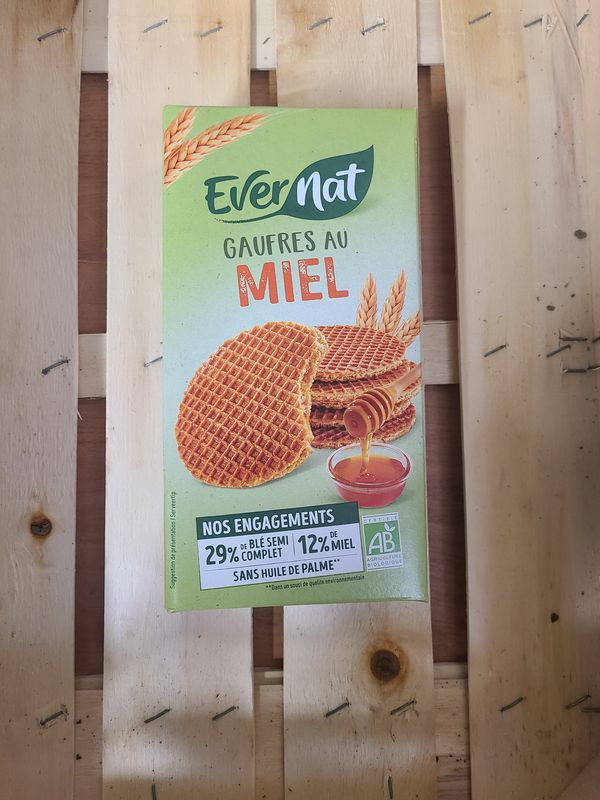 Ever Nat
GAUFRES AU
MIEL
NOS ENGAGEMENTS
29% DE BLÉ SEMI COMPLET
12% DE MIEL
SANS HUILE DE PALME**
**Dans un souci de qualité environnementale
CERTIFIÉ
AB
AGRICULTURE
BIOLOGIQUE
Suggestion de présentation / Serveertip